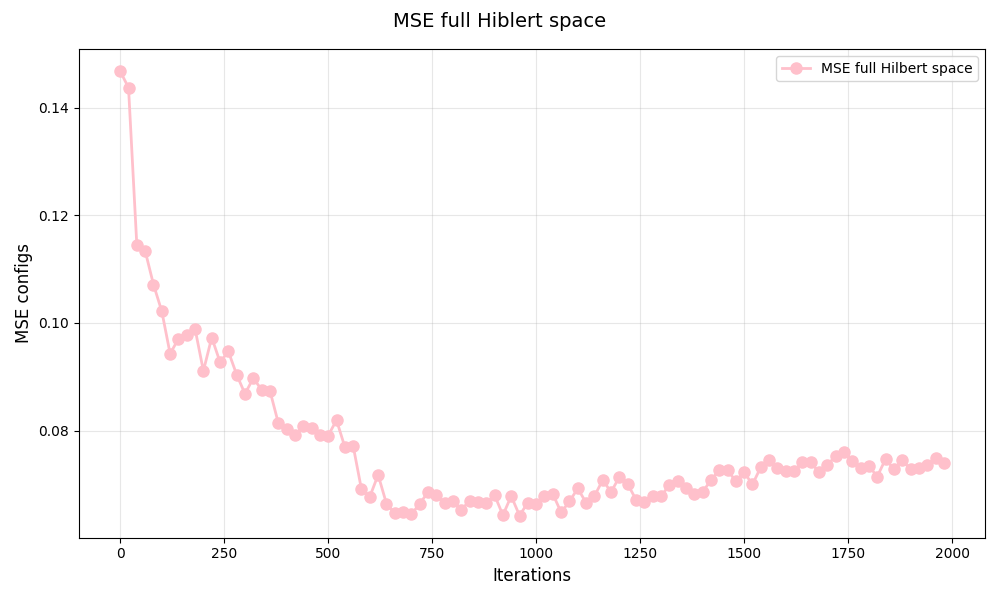 MSE full Hiblert space
MSE full Hilbert space
MSE configs
0.14
0.12
0.10
0.08
0 250 500 750 1000 1250 1500 1750 2000
Iterations